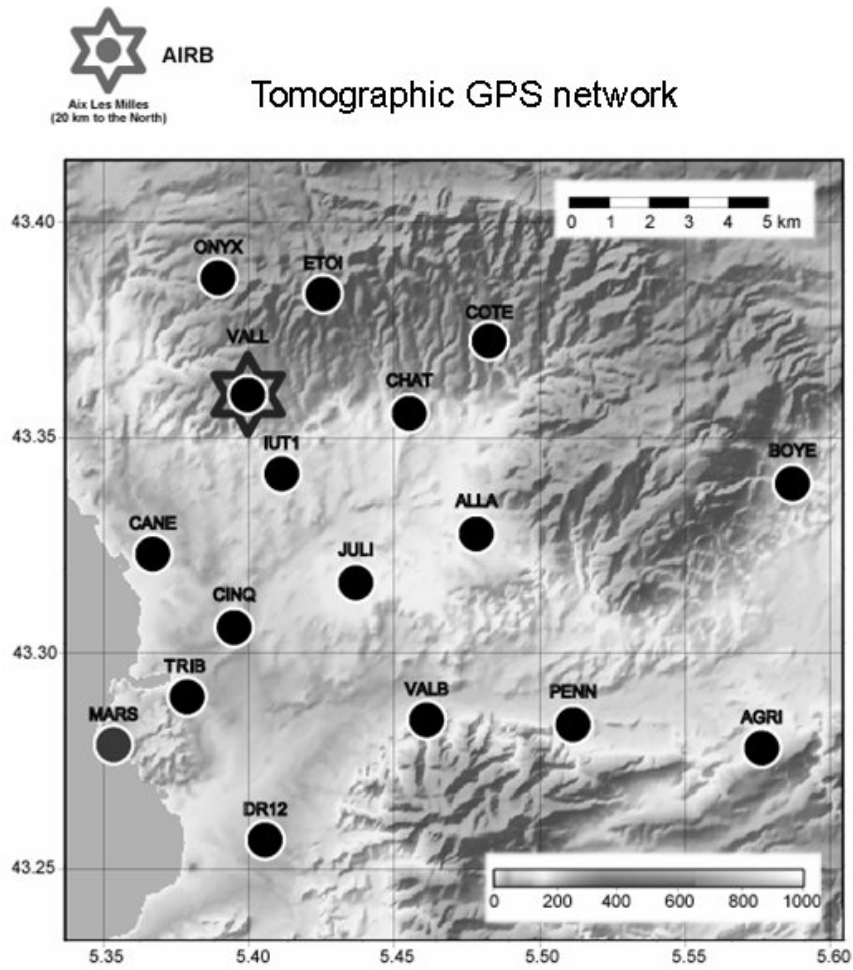 AIRB
Aix Les Milles
(20 km to the North)
Tomographic GPS network
0 1 2 3 4 5 km
43.40
ONYX
ETOI
COTE
VALL
CHAT
43.35
IUT1
BOYE
ALLA
CANE
JULI
CINQ
43.30
TRIB
VALB
PENN
MARS
AGRI
DR12
43.25
0 200 400 600 800 1000
5.35 5.40 5.45 5.50 5.55 5.60